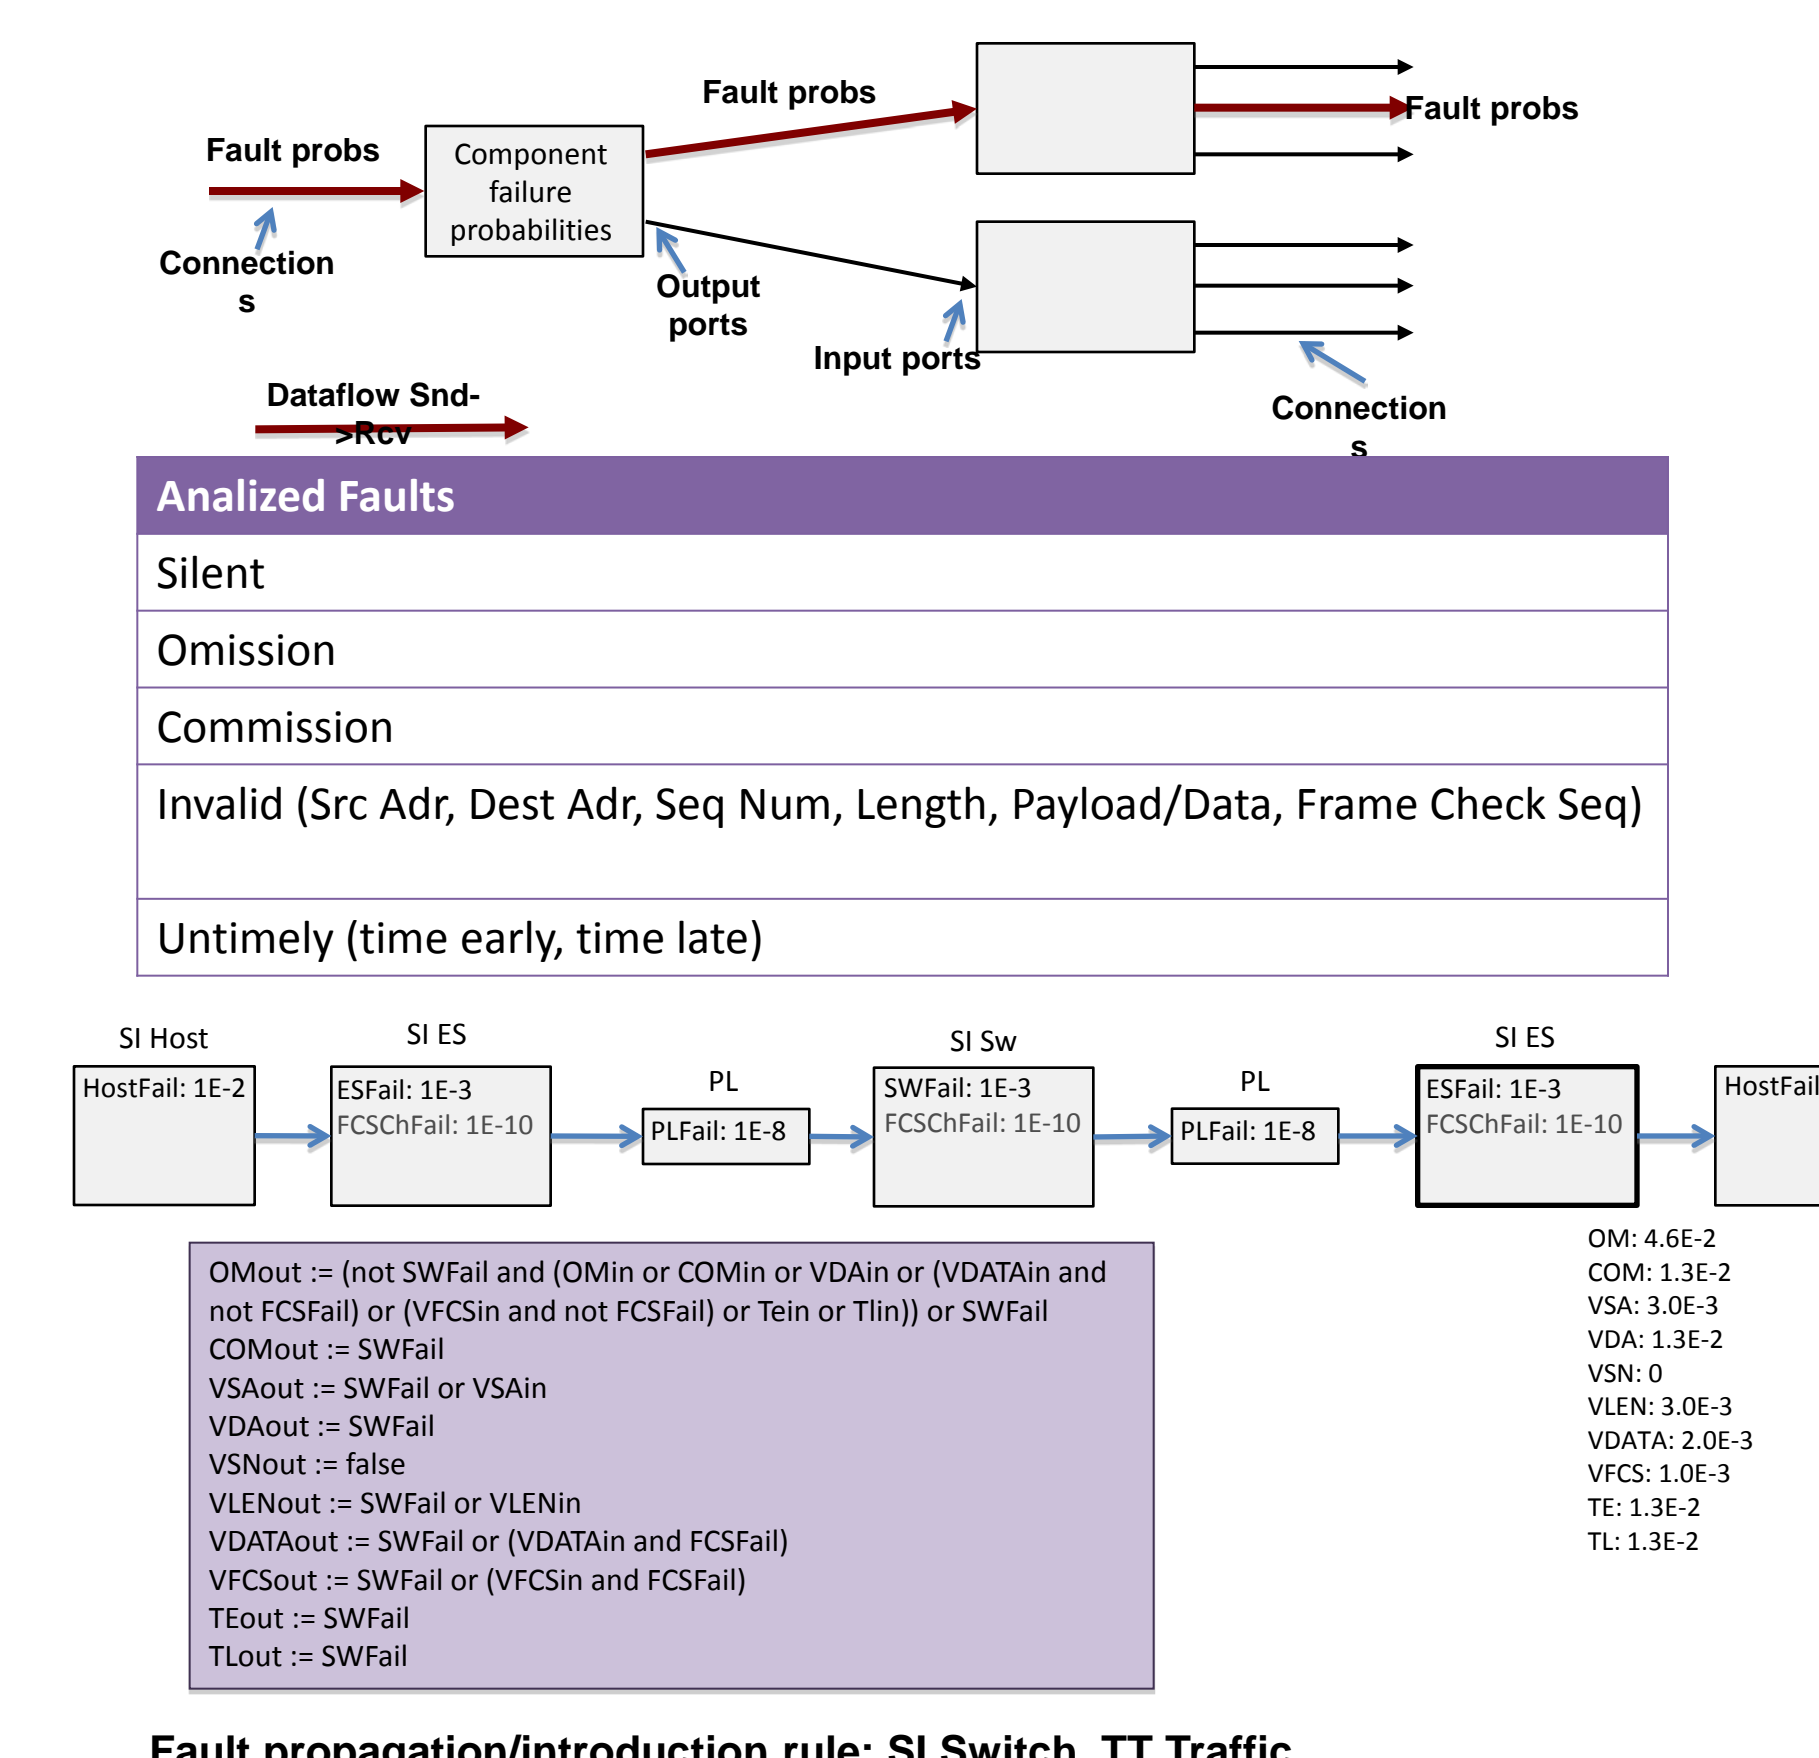 Fault probs
Fault probs
Fault probs
Component
failure
probabilities
Connection
s
Output
ports
Input ports
Connection
s
Dataflow Snd-
>Rcv
Analized Faults
Silent
Omission
Commission
Invalid (Src Adr, Dest Adr, Seq Num, Length, Payload/Data, Frame Check Seq)
Untimely (time early, time late)
SI Host
HostFail: 1E-2
SI ES
ESFail: 1E-3
FCSChFail: 1E-10
PL
PLFail: 1E-8
SI Sw
SWFail: 1E-3
FCSChFail: 1E-10
PL
PLFail: 1E-8
SI ES
ESFail: 1E-3
FCSChFail: 1E-10
HostFail
OM: 4.6E-2
COM: 1.3E-2
VSA: 3.0E-3
VDA: 1.3E-2
VSN: 0
VLEN: 3.0E-3
VDATA: 2.0E-3
VFCS: 1.0E-3
TE: 1.3E-2
TL: 1.3E-2
OMout := (not SWFail and (OMin or COMin or VDAin or (VDATAin and
not FCSFail) or (VFCSin and not FCSFail) or Tein or Tlin)) or SWFail
COMout := SWFail
VSAout := SWFail or VSAin
VDAout := SWFail
VSNout := false
VLENout := SWFail or VLENin
VDATAout := SWFail or (VDATAin and FCSFail)
VFCSout := SWFail or (VFCSin and FCSFail)
TEout := SWFail
TLout := SWFail
Fault propagation/introduction rule: SI Switch, TT Traffic